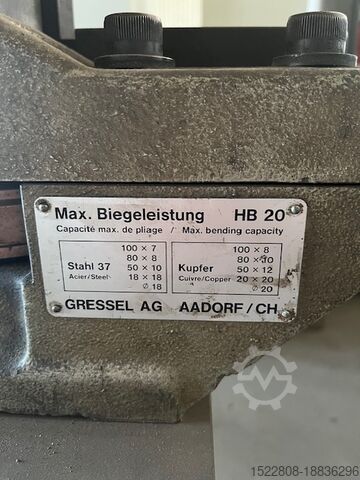 Max. Biegeleistung HB 20
Capacité max. de pliage / Max. bending capacity
Stahl 37
Acier/Steel
100 × 7
80 × 8
50 × 10
18 × 18
⌀ 18
Kupfer
Cuivre/Copper
100 × 8
80 × 10
50 × 12
20 × 20
⌀ 20
GRESSEL AG AADORF/CH
1522808-18836296